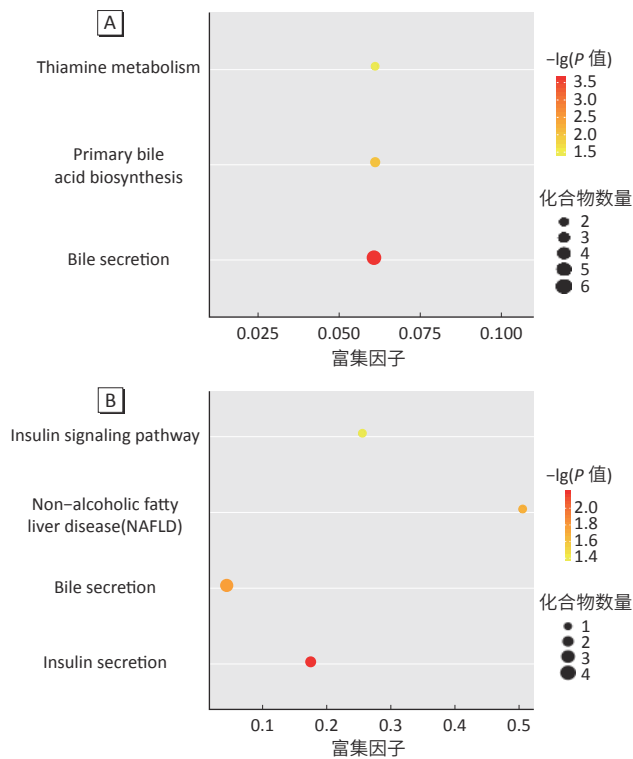 A
Thiamine metabolism
Primary bile
acid biosynthesis
Bile secretion
0.025
0.050
0.075
0.100
富集因子
−lg(P 值)
3.5
3.0
2.5
2.0
1.5
化合物数量
2
3
4
5
6
B
Insulin signaling pathway
Non−alcoholic fatty
liver disease(NAFLD)
Bile secretion
Insulin secretion
0.1
0.2
0.3
0.4
0.5
富集因子
−lg(P 值)
2.0
1.8
1.6
1.4
化合物数量
1
2
3
4